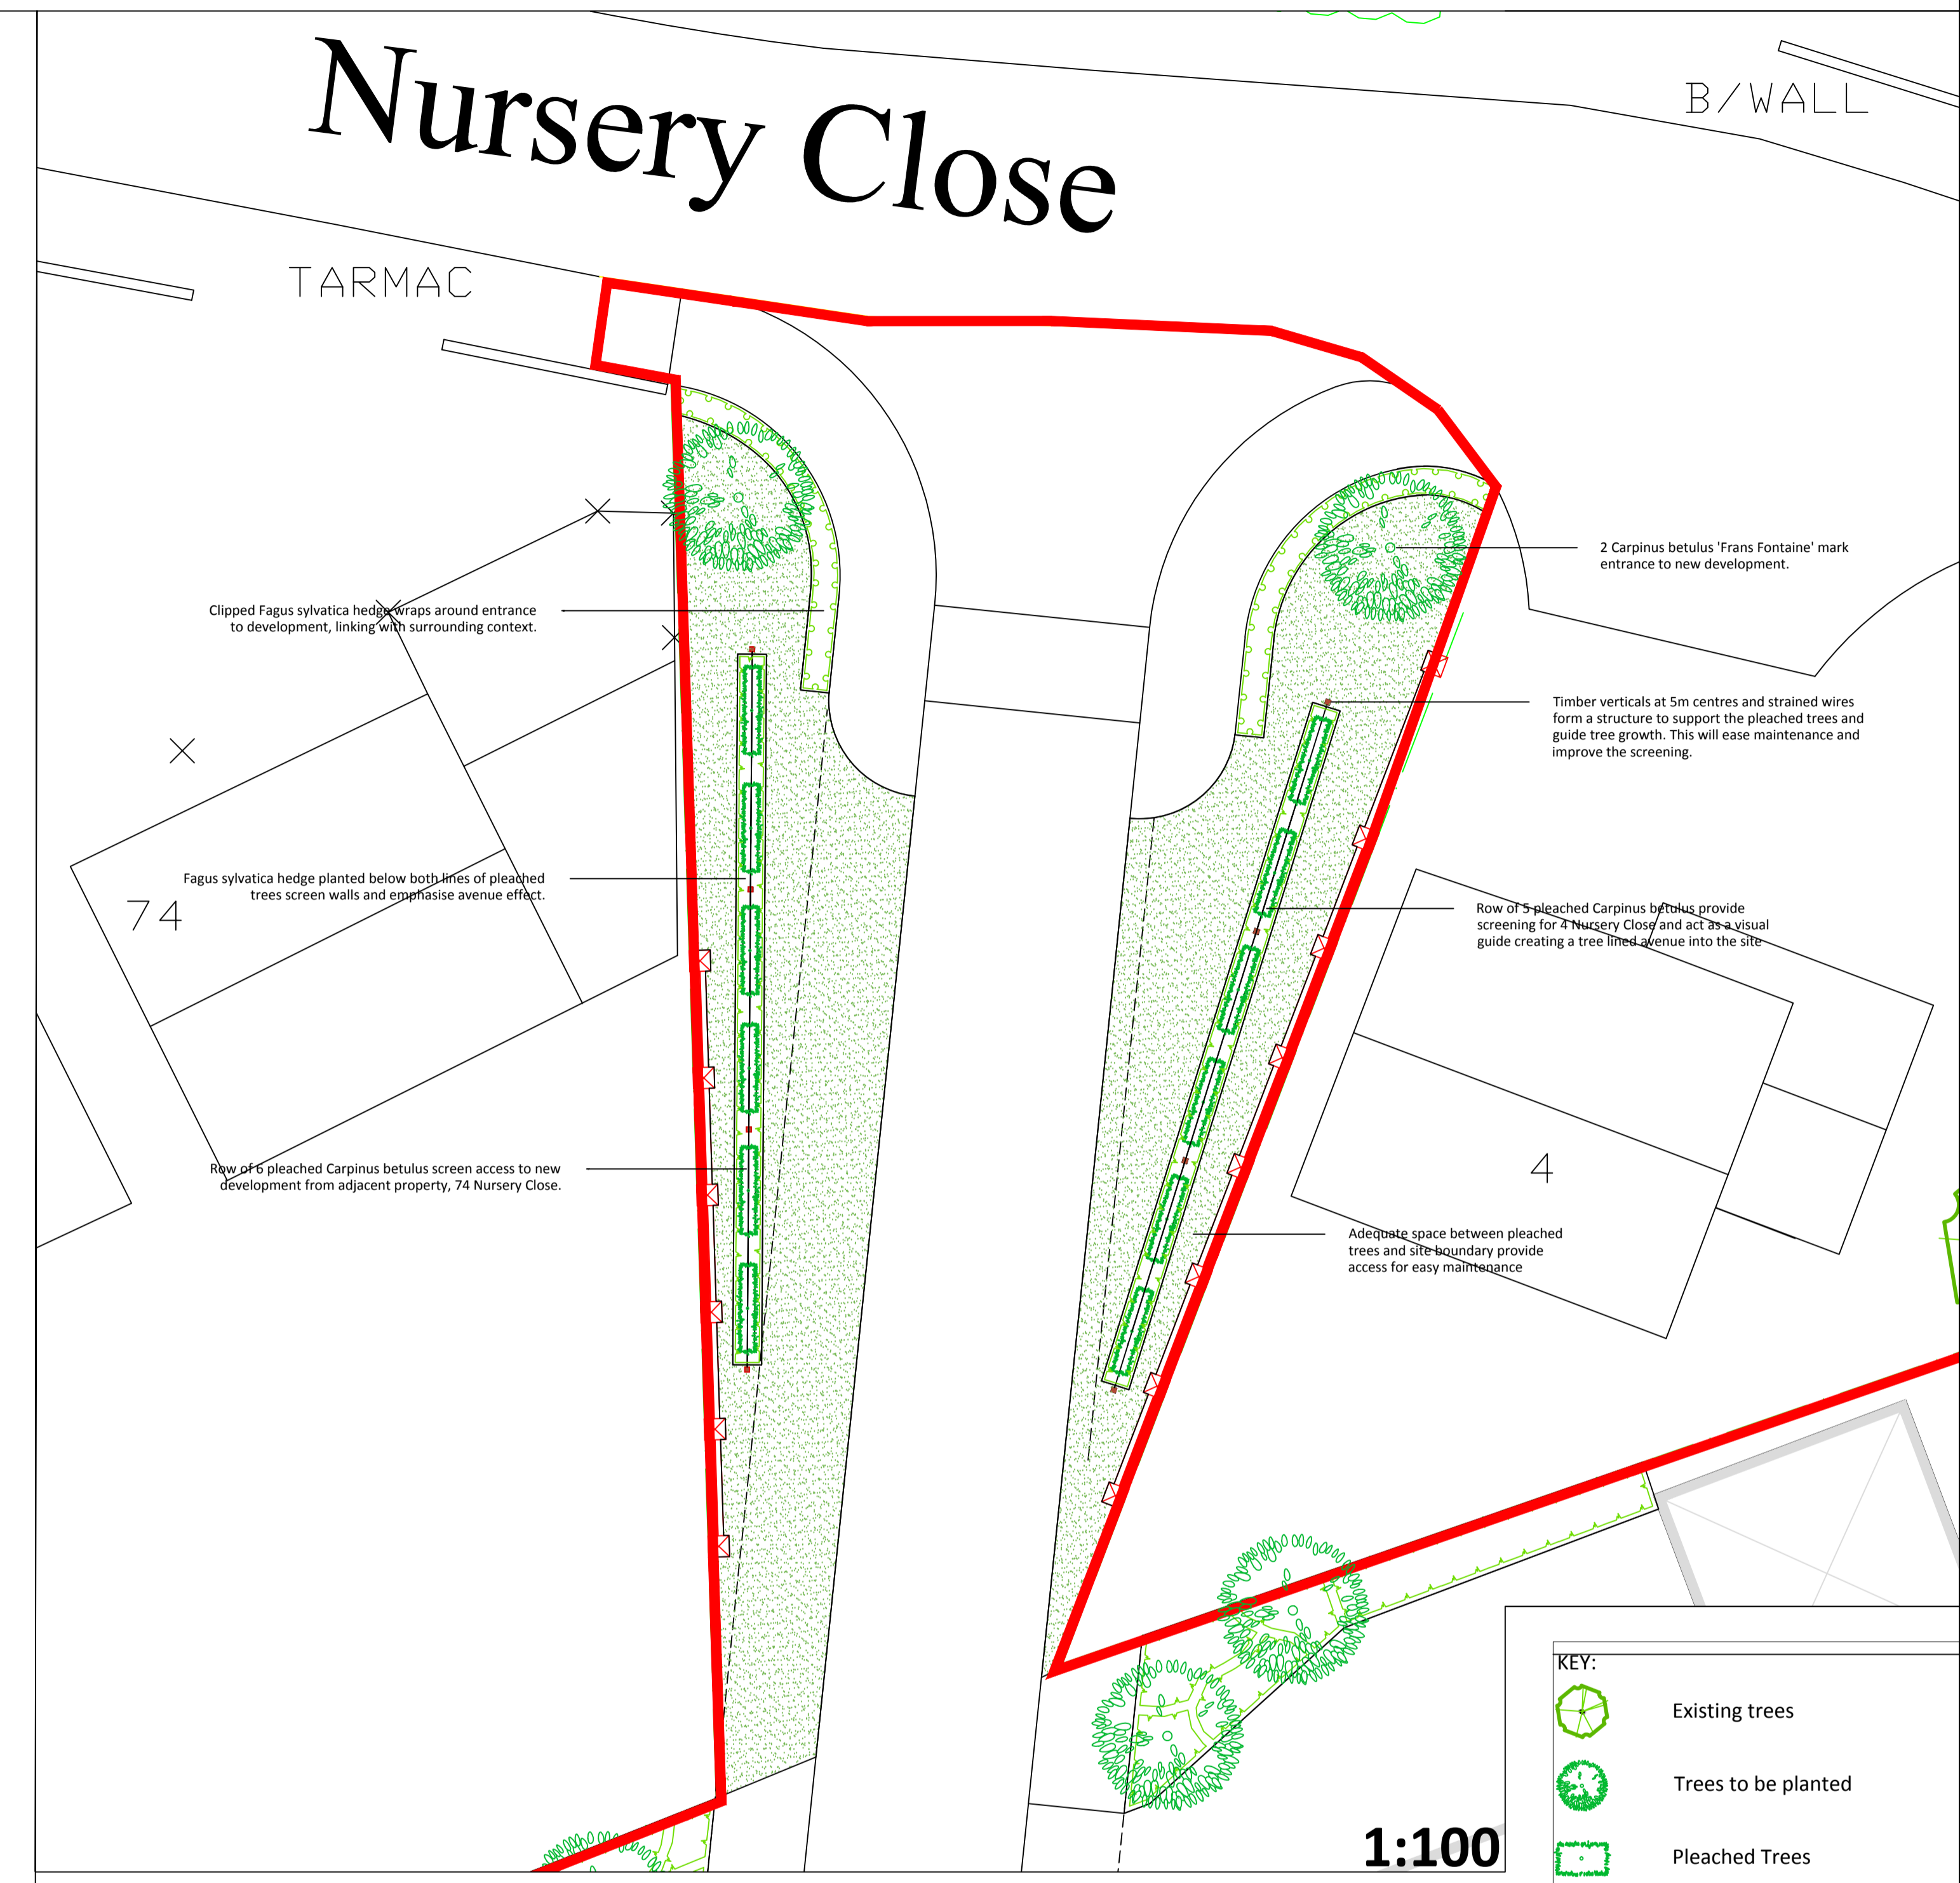 Nursery Close
B/WALL
TARMAC
2 Carpinus betulus 'Frans Fontaine' mark
entrance to new development.
Clipped Fagus sylvatica hedge wraps around entrance
to development, linking with surrounding context.
Timber verticals at 5m centres and strained wires
form a structure to support the pleached trees and
guide tree growth. This will ease maintenance and
improve the screening.
Fagus sylvatica hedge planted below both lines of pleached
trees screen walls and emphasise avenue effect.
74
Row of 5 pleached Carpinus betulus provide
screening for 4 Nursery Close and act as a visual
guide creating a tree lined avenue into the site
Row of 6 pleached Carpinus betulus screen access to new
development from adjacent property, 74 Nursery Close.
4
Adequate space between pleached
trees and site boundary provide
access for easy maintenance
KEY:
Existing trees
Trees to be planted
Pleached Trees
1:100